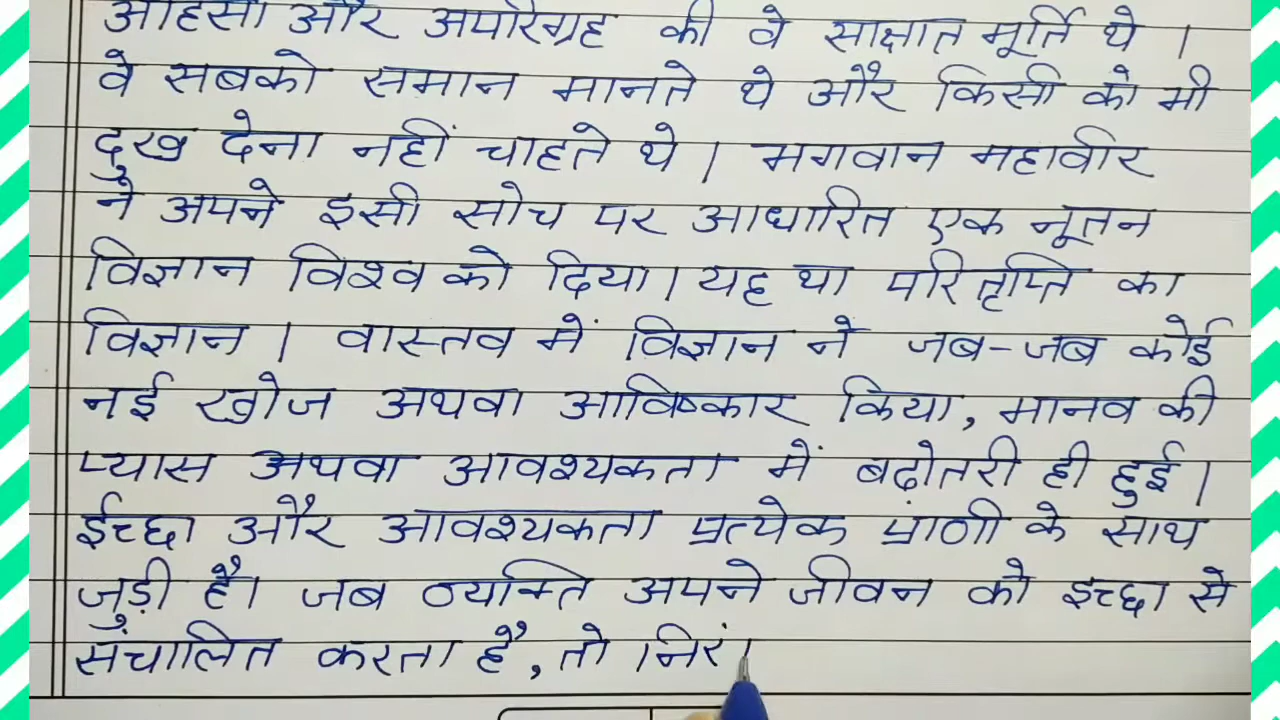 अहिंसा और अपरिग्रह की वे साक्षात मूर्ति थे ।
वे सबको समान मानते थे और किसी को भी
दुख देना नहीं चाहते थे । भगवान महावीर
ने अपने इसी सोच पर आधारित एक नूतन
विज्ञान विश्व को दिया । यह था परितृप्ति का
विज्ञान । वास्तव में विज्ञान ने जब-जब कोई
नई खोज अथवा आविष्कार किया, मानव की
प्यास अथवा आवश्यकता में बढ़ोतरी ही हुई ।
ईच्छा और आवश्यकता प्रत्येक प्राणी के साथ
जुड़ी है। जब व्यक्ति अपने जीवन को इच्छा से
संचालित करता है, तो